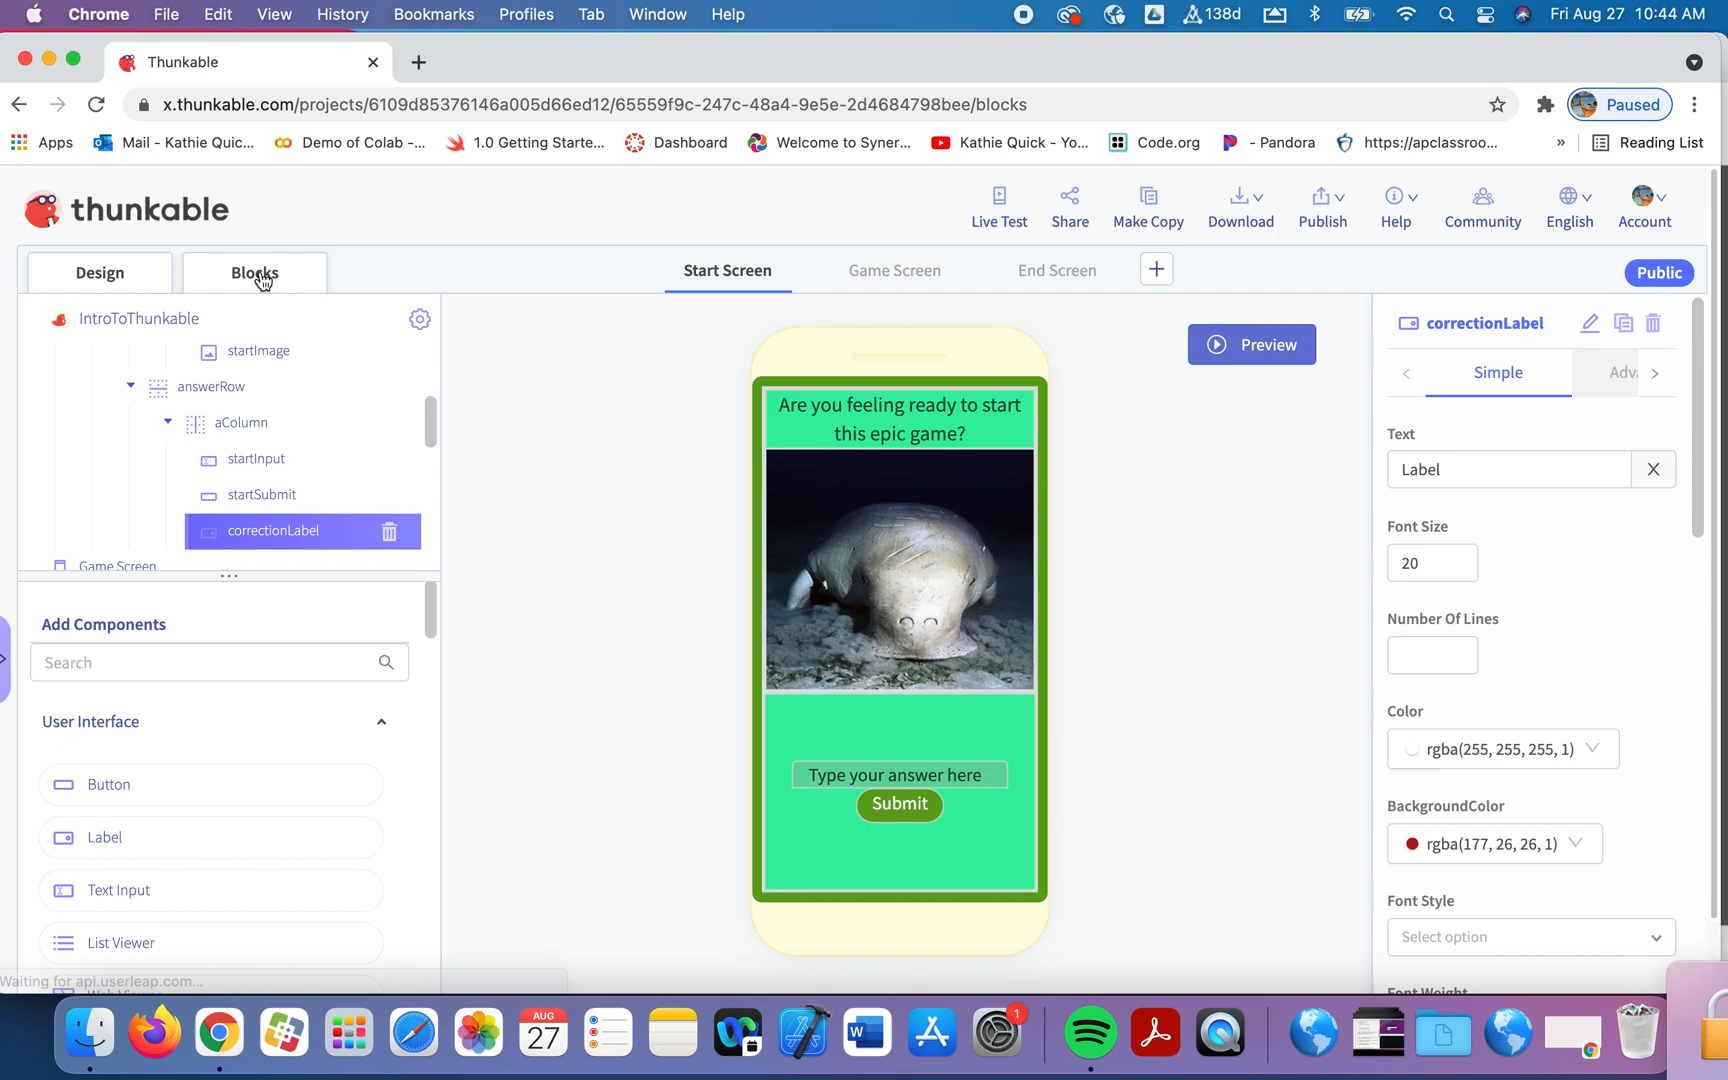 Chrome File Edit View History Bookmarks Profiles Tab Window Help 138d Fri Aug 27 10:44 AM
Thunkable
x.thunkable.com/projects/6109d85376146a005d66ed12/65559f9c-247c-48a4-9e5e-2d4684798bee/blocks Paused
Apps Mail - Kathie Quic... Demo of Colab -... 1.0 Getting Starte... Dashboard Welcome to Syner... Kathie Quick - Yo... Code.org - Pandora https://apclassroo... » Reading List
thunkable
Live Test Share Make Copy Download Publish Help Community English Account
Design Blocks Start Screen Game Screen End Screen + Public
IntroToThunkable
startImage
answerRow
aColumn
startInput
startSubmit
correctionLabel
Game Screen
Add Components
Search
User Interface
Button
Label
Text Input
List Viewer
Waiting for api.userleap.com...
Are you feeling ready to start
this epic game?
Type your answer here
Submit
Preview
correctionLabel
Simple Adva
Text
Label X
Font Size
20
Number Of Lines
Color
rgba(255, 255, 255, 1)
BackgroundColor
rgba(177, 26, 26, 1)
Font Style
Select option
Font Weight
AUG
27
1